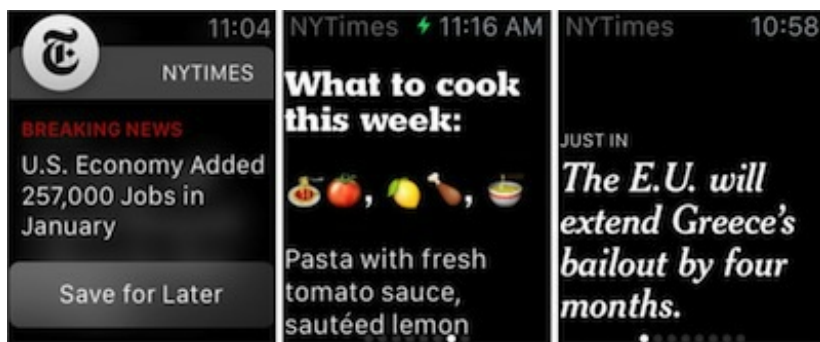 11:04
NYTIMES
BREAKING NEWS
U.S. Economy Added
257,000 Jobs in
January
Save for Later
NYTimes 11:16 AM
What to cook
this week:
, ,
Pasta with fresh
tomato sauce,
sautéed lemon
NYTimes 10:58
JUST IN
The E.U. will
extend Greece's
bailout by four
months.